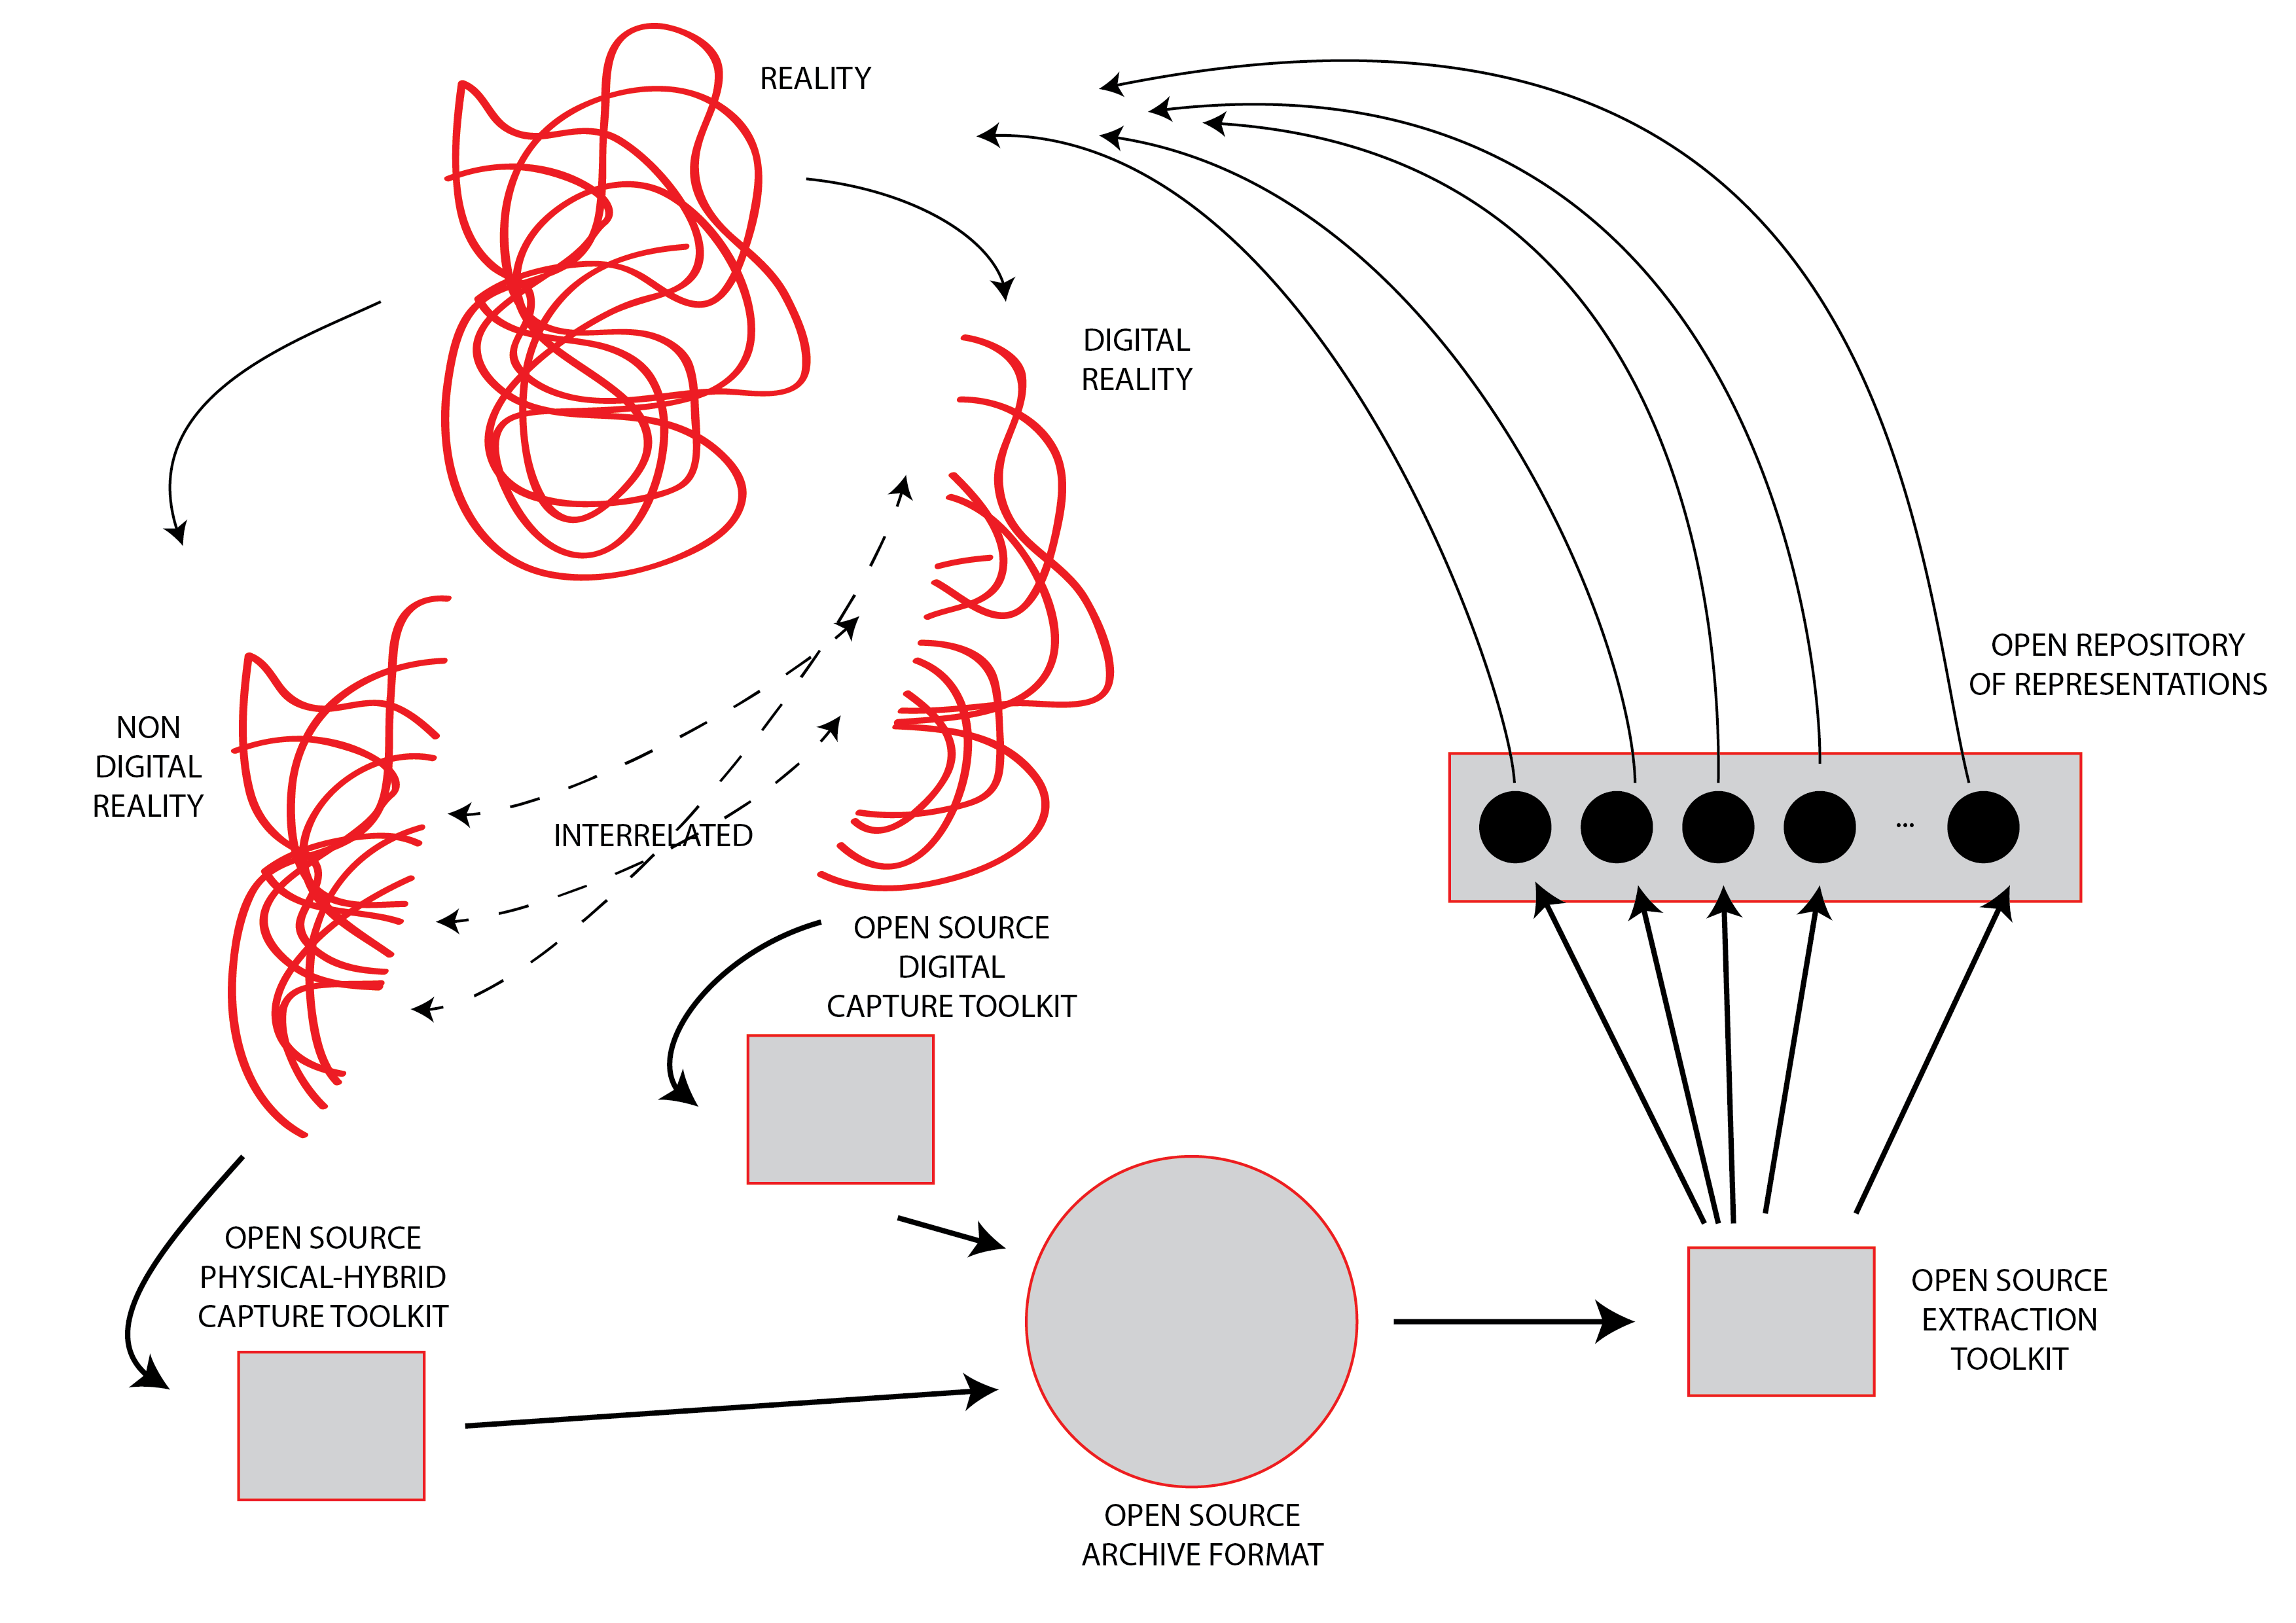 REALITY
DIGITAL
REALITY
NON
DIGITAL
REALITY
INTERRELATED
OPEN REPOSITORY
OF REPRESENTATIONS
...
OPEN SOURCE
DIGITAL
CAPTURE TOOLKIT
OPEN SOURCE
PHYSICAL-HYBRID
CAPTURE TOOLKIT
OPEN SOURCE
EXTRACTION
TOOLKIT
OPEN SOURCE
ARCHIVE FORMAT